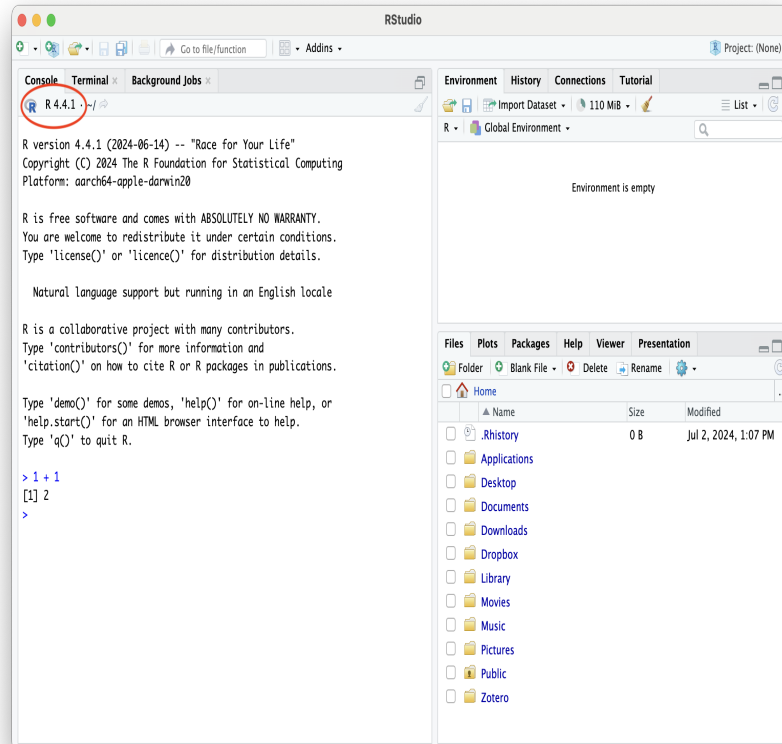 RStudio
Go to file/function
Addins
Project: (None)
Console Terminal Background Jobs
R 4.4.1 · ~/
R version 4.4.1 (2024-06-14) -- "Race for Your Life"
Copyright (C) 2024 The R Foundation for Statistical Computing
Platform: aarch64-apple-darwin20
R is free software and comes with ABSOLUTELY NO WARRANTY.
You are welcome to redistribute it under certain conditions.
Type 'license()' or 'licence()' for distribution details.
Natural language support but running in an English locale
R is a collaborative project with many contributors.
Type 'contributors()' for more information and
'citation()' on how to cite R or R packages in publications.
Type 'demo()' for some demos, 'help()' for on-line help, or
'help.start()' for an HTML browser interface to help.
Type 'q()' to quit R.
> 1 + 1
[1] 2
>
Environment History Connections Tutorial
Import Dataset 110 MiB List
R Global Environment
Environment is empty
Files Plots Packages Help Viewer Presentation
Folder Blank File Delete Rename
Home
Name Size Modified
.Rhistory 0 B Jul 2, 2024, 1:07 PM
Applications
Desktop
Documents
Downloads
Dropbox
Library
Movies
Music
Pictures
Public
Zotero